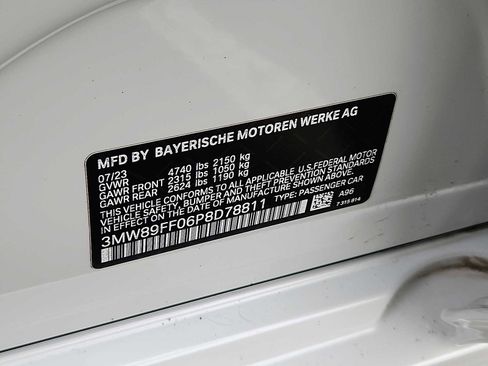 MFD BY BAYERISCHE MOTOREN WERKE AG
07/23 4740 lbs 2150 kg
GVWR
GAWR FRONT 2315 lbs 1050 kg
GAWR REAR 2624 lbs 1190 kg
THIS VEHICLE CONFORMS TO ALL APPLICABLE U.S.FEDERAL MOTOR
VEHICLE SAFETY, BUMPER, AND THEFT PREVENTION STANDARDS
IN EFFECT ON THE DATE OF MANUFACTURE SHOWN ABOVE.
3MW89FF06P8D78811 TYPE: PASSENGER CAR
A96
7 315 814